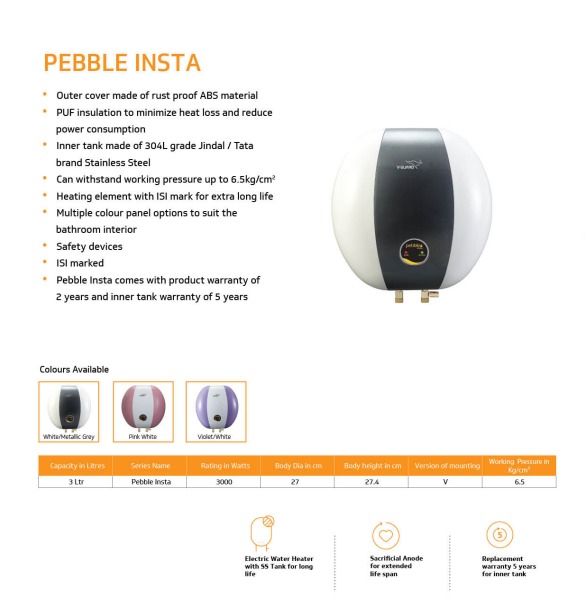 PEBBLE INSTA
Outer cover made of rust proof ABS material
PUF insulation to minimize heat loss and reduce
power consumption
Inner tank made of 304L grade Jindal / Tata
brand Stainless Steel
Can withstand working pressure up to 6.5kg/cm²
Heating element with ISI mark for extra long life
Multiple colour panel options to suit the
bathroom interior
Safety devices
ISI marked
Pebble Insta comes with product warranty of
2 years and inner tank warranty of 5 years
V-GUARD
pebble
Colours Available
White/Metallic Grey
Pink White
Violet/White
Capacity in Litres Series Name Rating in Watts Body Dia in cm Body height in cm Version of mounting Working Pressure in
Kg/cm²
3 Ltr Pebble Insta 3000 27 27.4 V 6.5
Electric Water Heater
with SS Tank for long
life
Sacrificial Anode
for extended
life span
5
Replacement
warranty 5 years
for inner tank